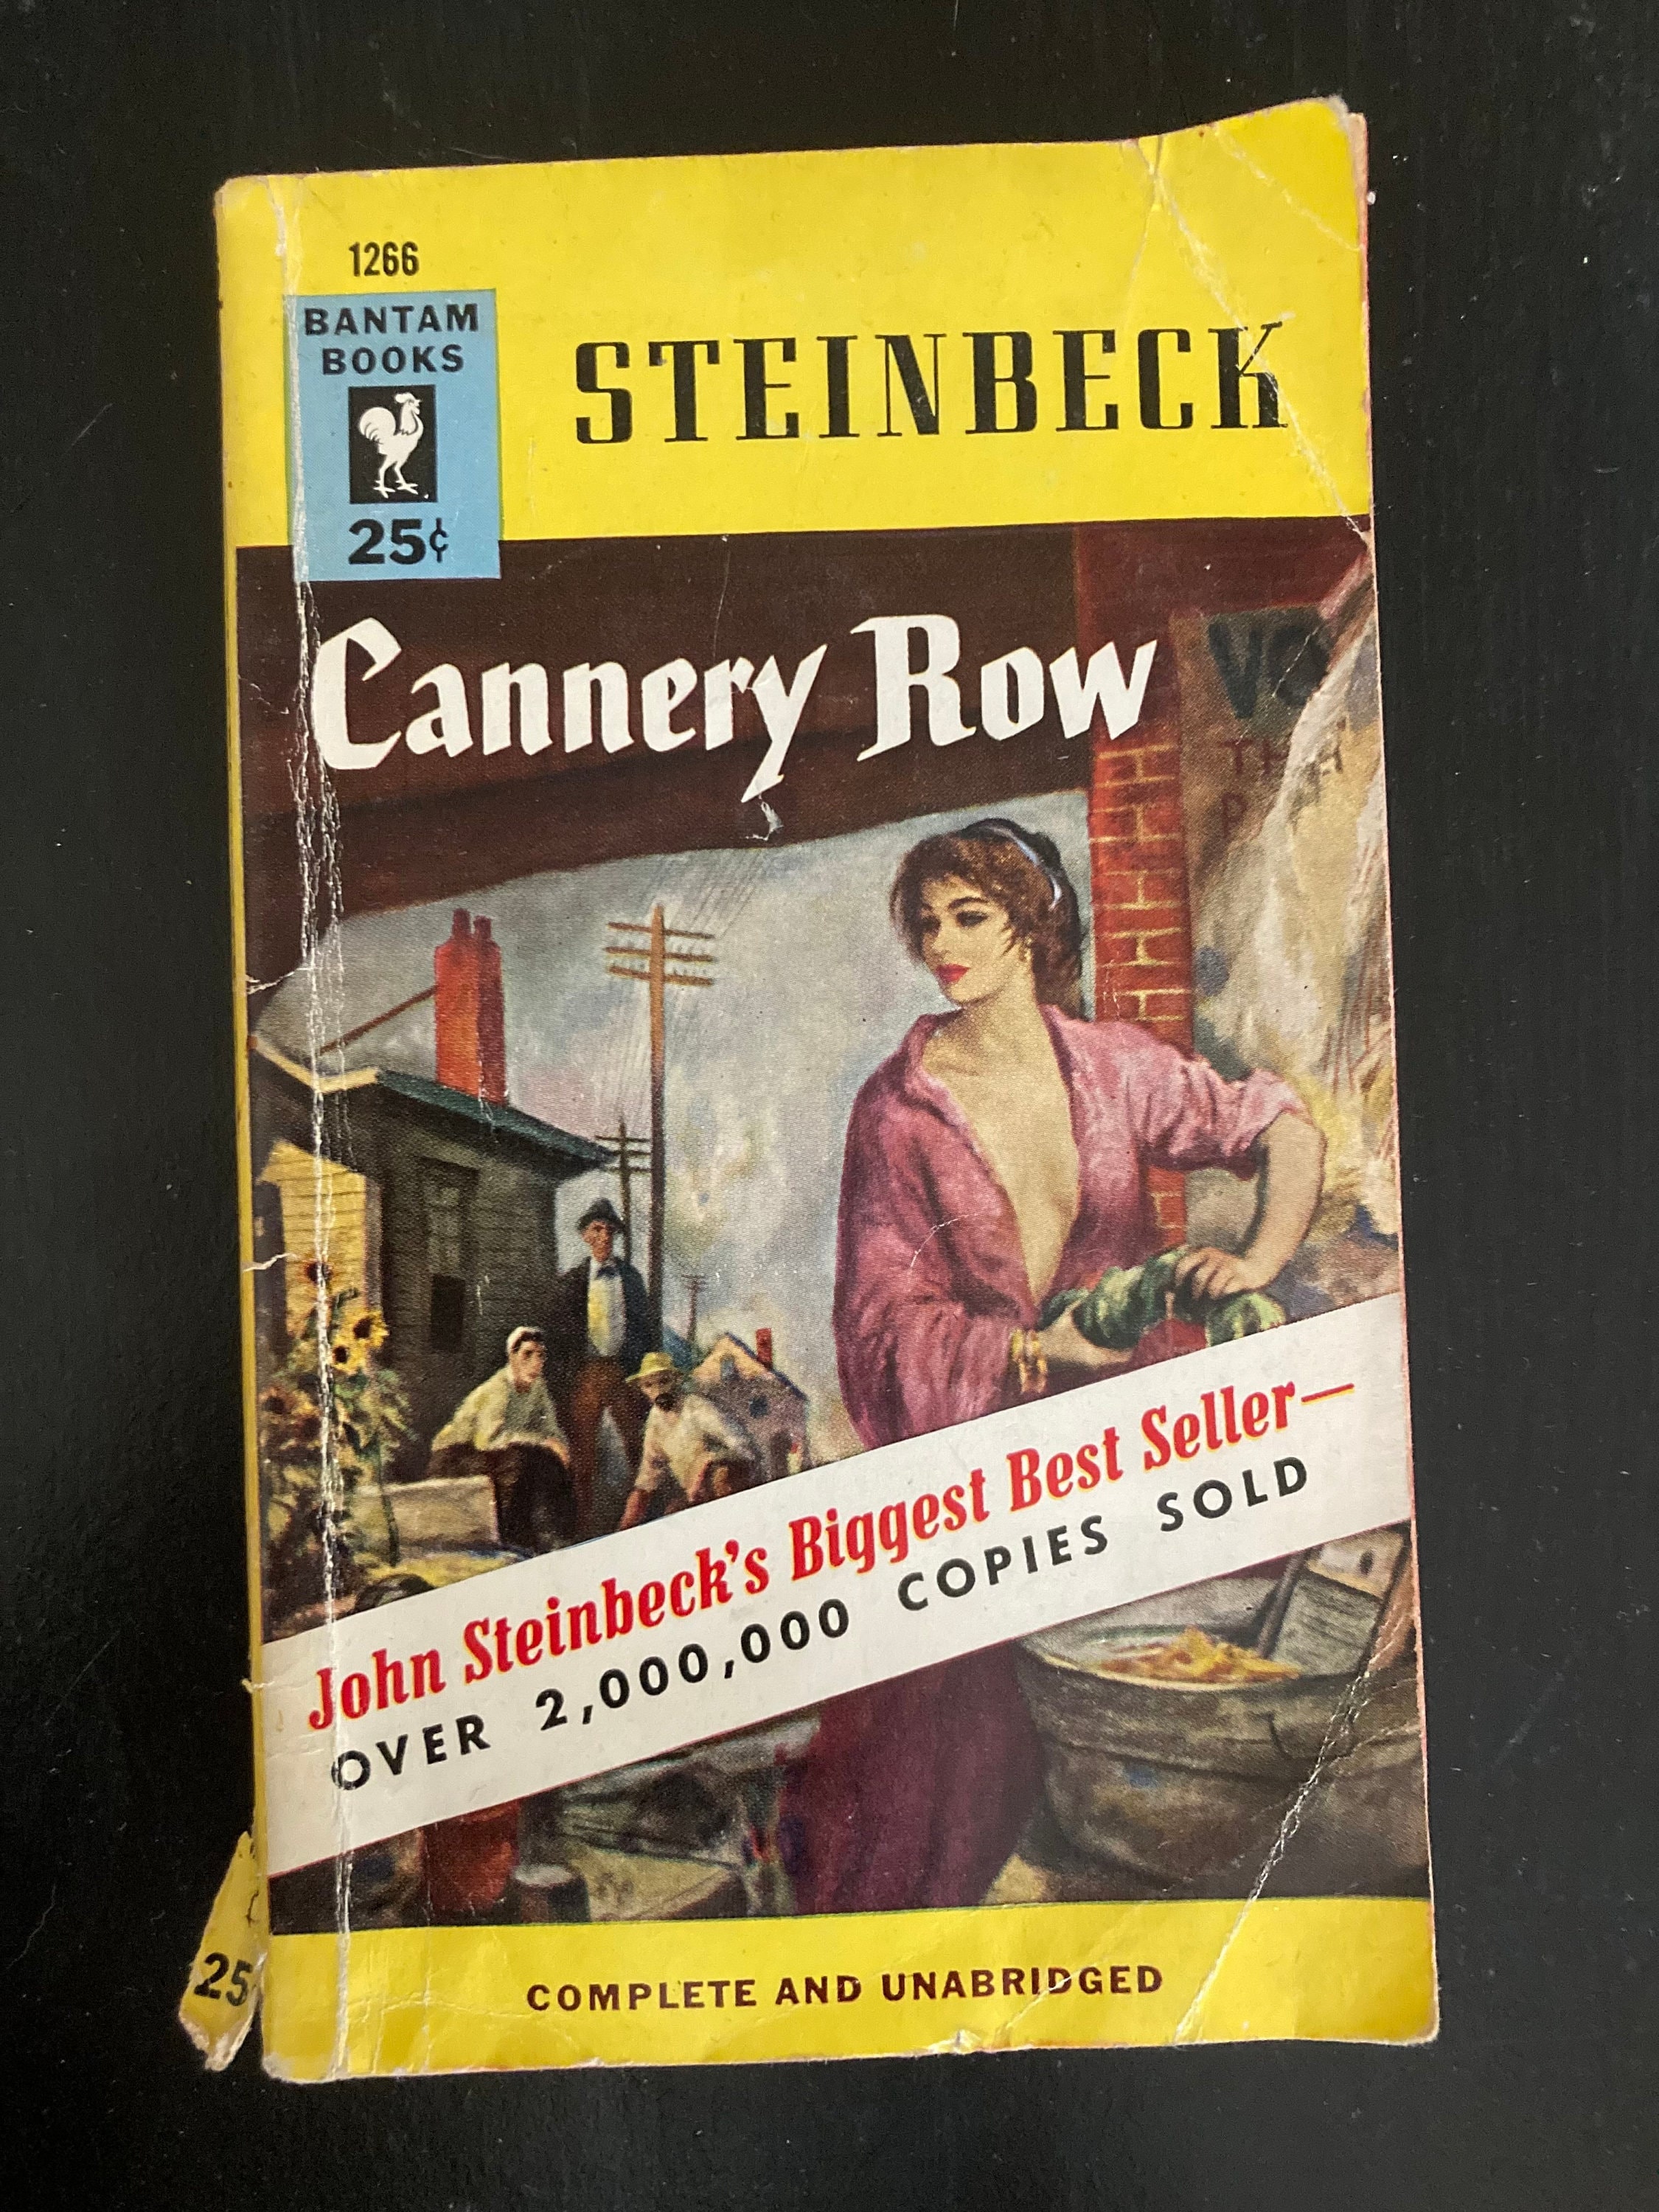 1266
BANTAM
BOOKS
25¢
STEINBECK
Cannery Row
VO
John Steinbeck's Biggest Best Seller—
OVER 2,000,000 COPIES SOLD
25
COMPLETE AND UNABRIDGED